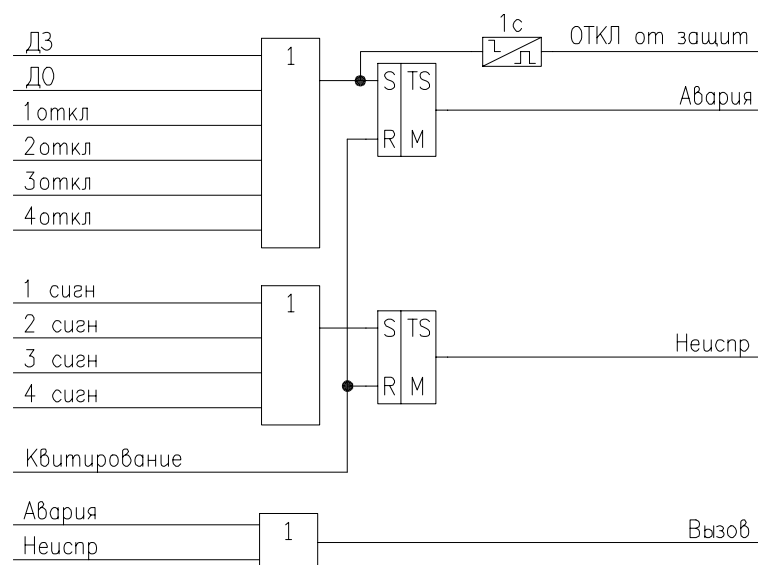 1с
ДЗ
ОТКЛ от защит
ДО
1
S TS
Авария
1откл
2откл
R M
3откл
4откл
1 сигн
1
2 сигн
S TS
Неиспр
3 сигн
4 сигн
R M
Квитирование
Авария
1
Вызов
Неиспр